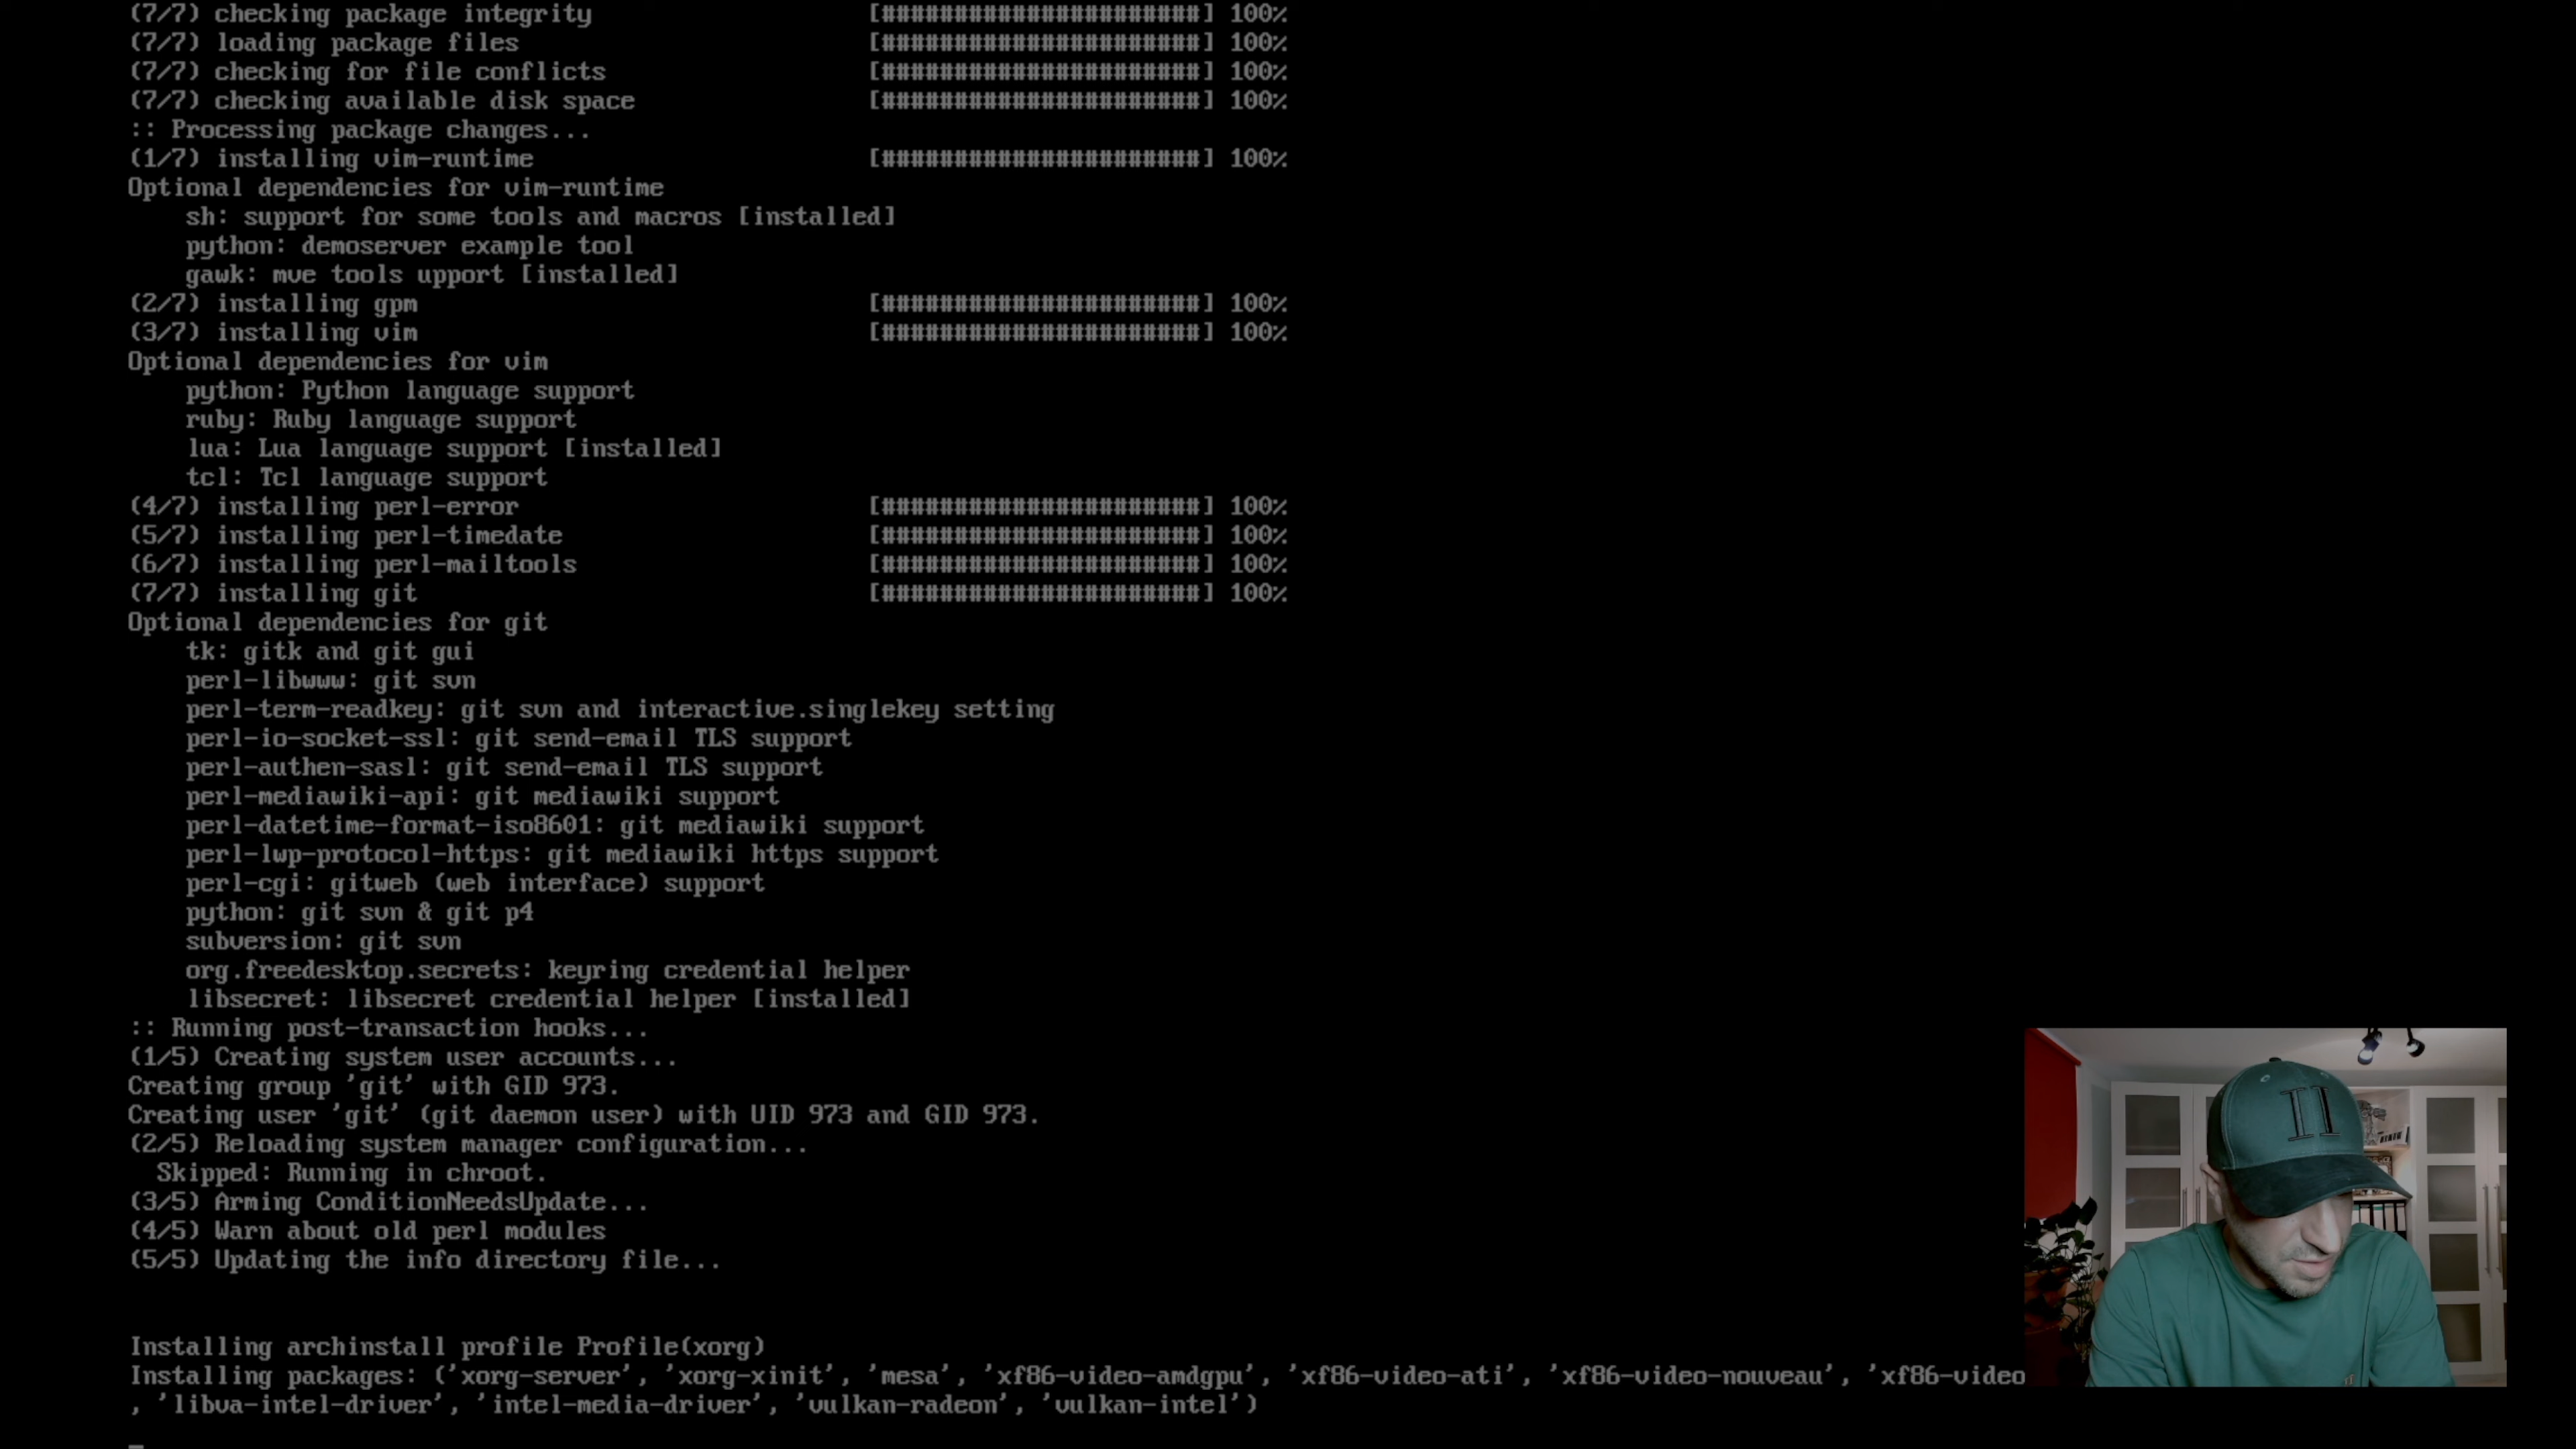 (7/7) checking package integrity [######################] 100%
(7/7) loading package files [######################] 100%
(7/7) checking for file conflicts [######################] 100%
(7/7) checking available disk space [######################] 100%
:: Processing package changes...
(1/7) installing vim-runtime [######################] 100%
Optional dependencies for vim-runtime
sh: support for some tools and macros [installed]
python: demoserver example tool
gawk: mve tools upport [installed]
(2/7) installing gpm [######################] 100%
(3/7) installing vim [######################] 100%
Optional dependencies for vim
python: Python language support
ruby: Ruby language support
lua: Lua language support [installed]
tcl: Tcl language support
(4/7) installing perl-error [######################] 100%
(5/7) installing perl-timedate [######################] 100%
(6/7) installing perl-mailtools [######################] 100%
(7/7) installing git [######################] 100%
Optional dependencies for git
tk: gitk and git gui
perl-libwww: git svn
perl-term-readkey: git svn and interactive.singlekey setting
perl-io-socket-ssl: git send-email TLS support
perl-authen-sasl: git send-email TLS support
perl-mediawiki-api: git mediawiki support
perl-datetime-format-iso8601: git mediawiki support
perl-lwp-protocol-https: git mediawiki https support
perl-cgi: gitweb (web interface) support
python: git svn & git p4
subversion: git svn
org.freedesktop.secrets: keyring credential helper
libsecret: libsecret credential helper [installed]
:: Running post-transaction hooks...
(1/5) Creating system user accounts...
Creating group 'git' with GID 973.
Creating user 'git' (git daemon user) with UID 973 and GID 973.
(2/5) Reloading system manager configuration...
Skipped: Running in chroot.
(3/5) Arming ConditionNeedsUpdate...
(4/5) Warn about old perl modules
(5/5) Updating the info directory file...
Installing archinstall profile Profile(xorg)
Installing packages: ('xorg-server', 'xorg-xinit', 'mesa', 'xf86-video-amdgpu', 'xf86-video-ati', 'xf86-video-nouveau', 'xf86-video
, 'libva-intel-driver', 'intel-media-driver', 'vulkan-radeon', 'vulkan-intel')